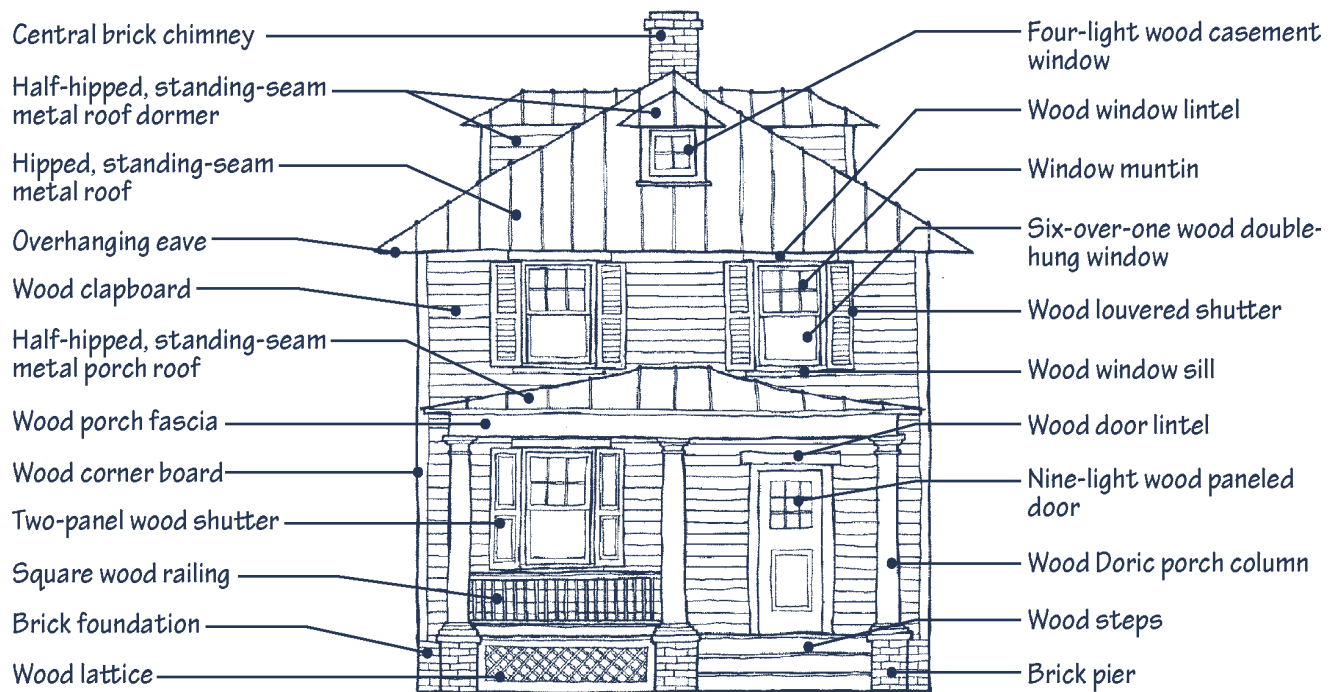 Central brick chimney
Half-hipped, standing-seam
metal roof dormer
Hipped, standing-seam
metal roof
Overhanging eave
Wood clapboard
Half-hipped, standing-seam
metal porch roof
Wood porch fascia
Wood corner board
Two-panel wood shutter
Square wood railing
Brick foundation
Wood lattice
Four-light wood casement
window
Wood window lintel
Window muntin
Six-over-one wood double-
hung window
Wood louvered shutter
Wood window sill
Wood door lintel
Nine-light wood paneled
door
Wood Doric porch column
Wood steps
Brick pier